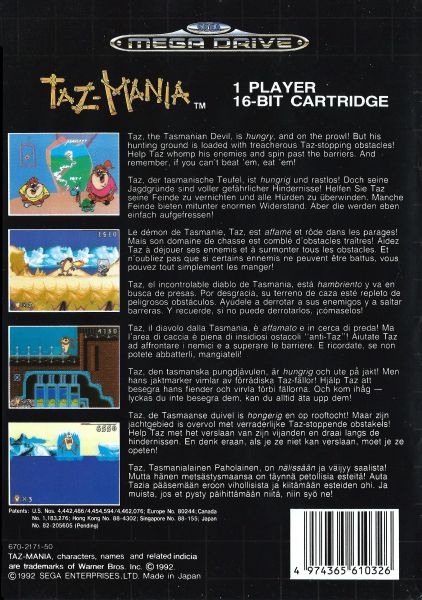 SEGA
MEGA DRIVE
TAZ-MANIA ™
1 PLAYER
16-BIT CARTRIDGE
Taz, the Tasmanian Devil, is hungry, and on the prowl! But his
hunting ground is loaded with treacherous Taz-stopping obstacles!
Help Taz whomp his enemies and spin past the barriers. And
remember, if you can't beat 'em, eat 'em!
Taz, der tasmanische Teufel, ist hungrig und rastlos! Doch seine
Jagdgründe sind voller gefährlicher Hindernisse! Helfen Sie Taz
seine Feinde zu vernichten und alle Hürden zu überwinden. Manche
Feinde bieten mitunter enormen Widerstand. Aber die werden eben
einfach aufgefressen!
1510
Le démon de Tasmanie, Taz, est affamé et rôde dans les parages!
Mais son domaine de chasse est comblé d'obstacles traîtres! Aidez
Taz à déjouer ses ennemis et à surmonter tous les obstacles. Et
n'oubliez pas que si certains ennemis ne peuvent être battus, vous
pouvez tout simplement les manger!
Taz, el incontrolable diablo de Tasmania, está hambriento y va en
busca de presas. Por desgracia, su terreno de caza esté repleto de
peligrosos obstáculos. Ayúdele a derrotar a sus enemigos y a saltar
barreras. Y recuerde, si no puede derrotarlos, ¡cómaselos!
4150
Taz, il diavolo dalla Tasmania, è affamato e in cerca di preda! Ma
l'area di caccia è piena di insidiosi ostacoli "anti-Taz"! Aiutate Taz
ad affrontare i nemici e a superare le barriere. E ricordate, se non
potete abbatterli, mangiateli!
Taz, den tasmanska pungdjävulen, är hungrig och ute på jakt! Men
hans jaktmarker vimlar av förrädiska Taz-fällor! Hjälp Taz att
besegra hans fiender och virvla förbi fällorna. Och kom ihåg —
lyckas du inte besegra dem, kan du alltid äta upp dem!
Taz, de Tasmaanse duivel is hongerig en op rooftocht! Maar zijn
jachtgebied is overvol met verraderlijke Taz-stoppende obstakels!
Help Taz met het verslaan van zijn vijanden en draai langs de
hindernissen. En denk eraan, als je ze niet kan verslaan, moet je ze
opeten!
× 3
Taz, Tasmanialainen Paholainen, on nälissään ja väijyy saalista!
Mutta hänen metsästysmaansa on täynnä petollisia esteitä! Auta
Tazia pääsemään eroon vihollisista ja kiitämään esteiden ohi. Ja
muista, jos et pysty päihittämään niitä, niin syö ne!
Patents: U.S. Nos. 4,442,486/4,454,594/4,462,076; Europe No. 80244; Canada
No. 1,183,276; Hong Kong No. 88-4302; Singapore No. 88-155; Japan
No. 82-205605 (Pending)
670-2171-50
TAZ-MANIA, characters, names and related indicia
are trademarks of Warner Bros. Inc ©1992.
©1992 SEGA ENTERPRISES.LTD. Made in Japan
4 974365 610326